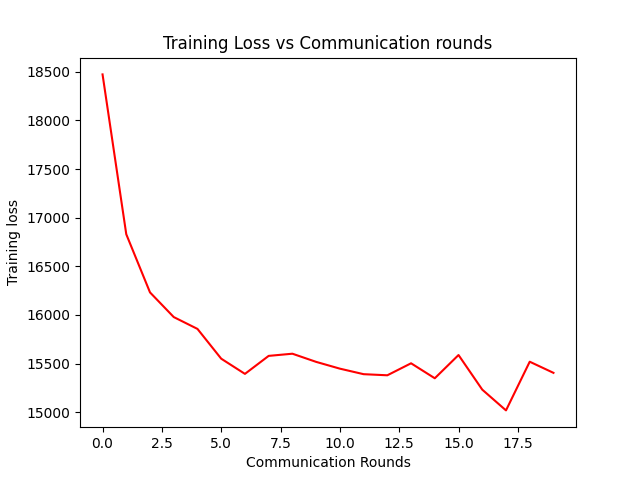 Training Loss vs Communication rounds
18500
18000
17500
17000
16500
16000
15500
15000
Training loss
0.0 2.5 5.0 7.5 10.0 12.5 15.0 17.5
Communication Rounds